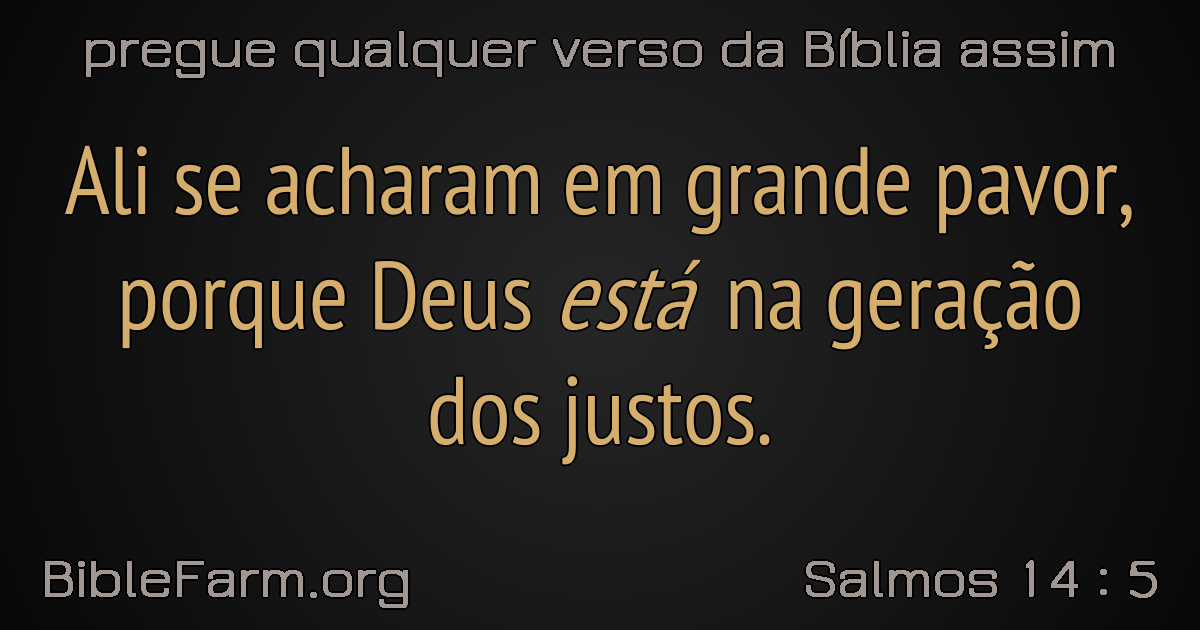 pregue qualquer verso da Bíblia assim
Ali se acharam em grande pavor,
porque Deus está na geração
dos justos.
BibleFarm.org
Salmos 14 : 5